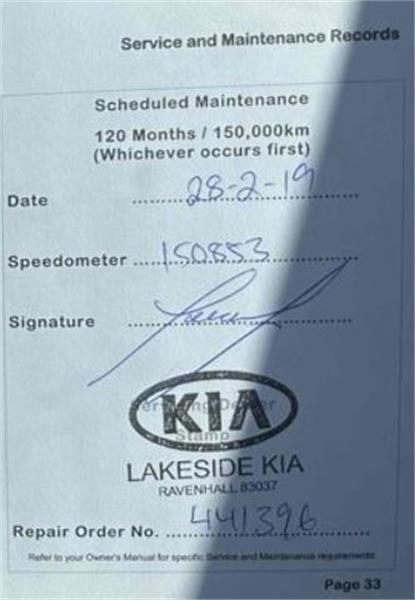 Service and Maintenance Records
Scheduled Maintenance
120 Months / 150,000km
(Whichever occurs first)
Date 28-2-19
Speedometer 150853
Signature
Servicing Dealer
KIA
Stamp
LAKESIDE KIA
RAVENHALL 83037
Repair Order No. 441396
Refer to your Owner's Manual for specific Service and Maintenance requirements
Page 33